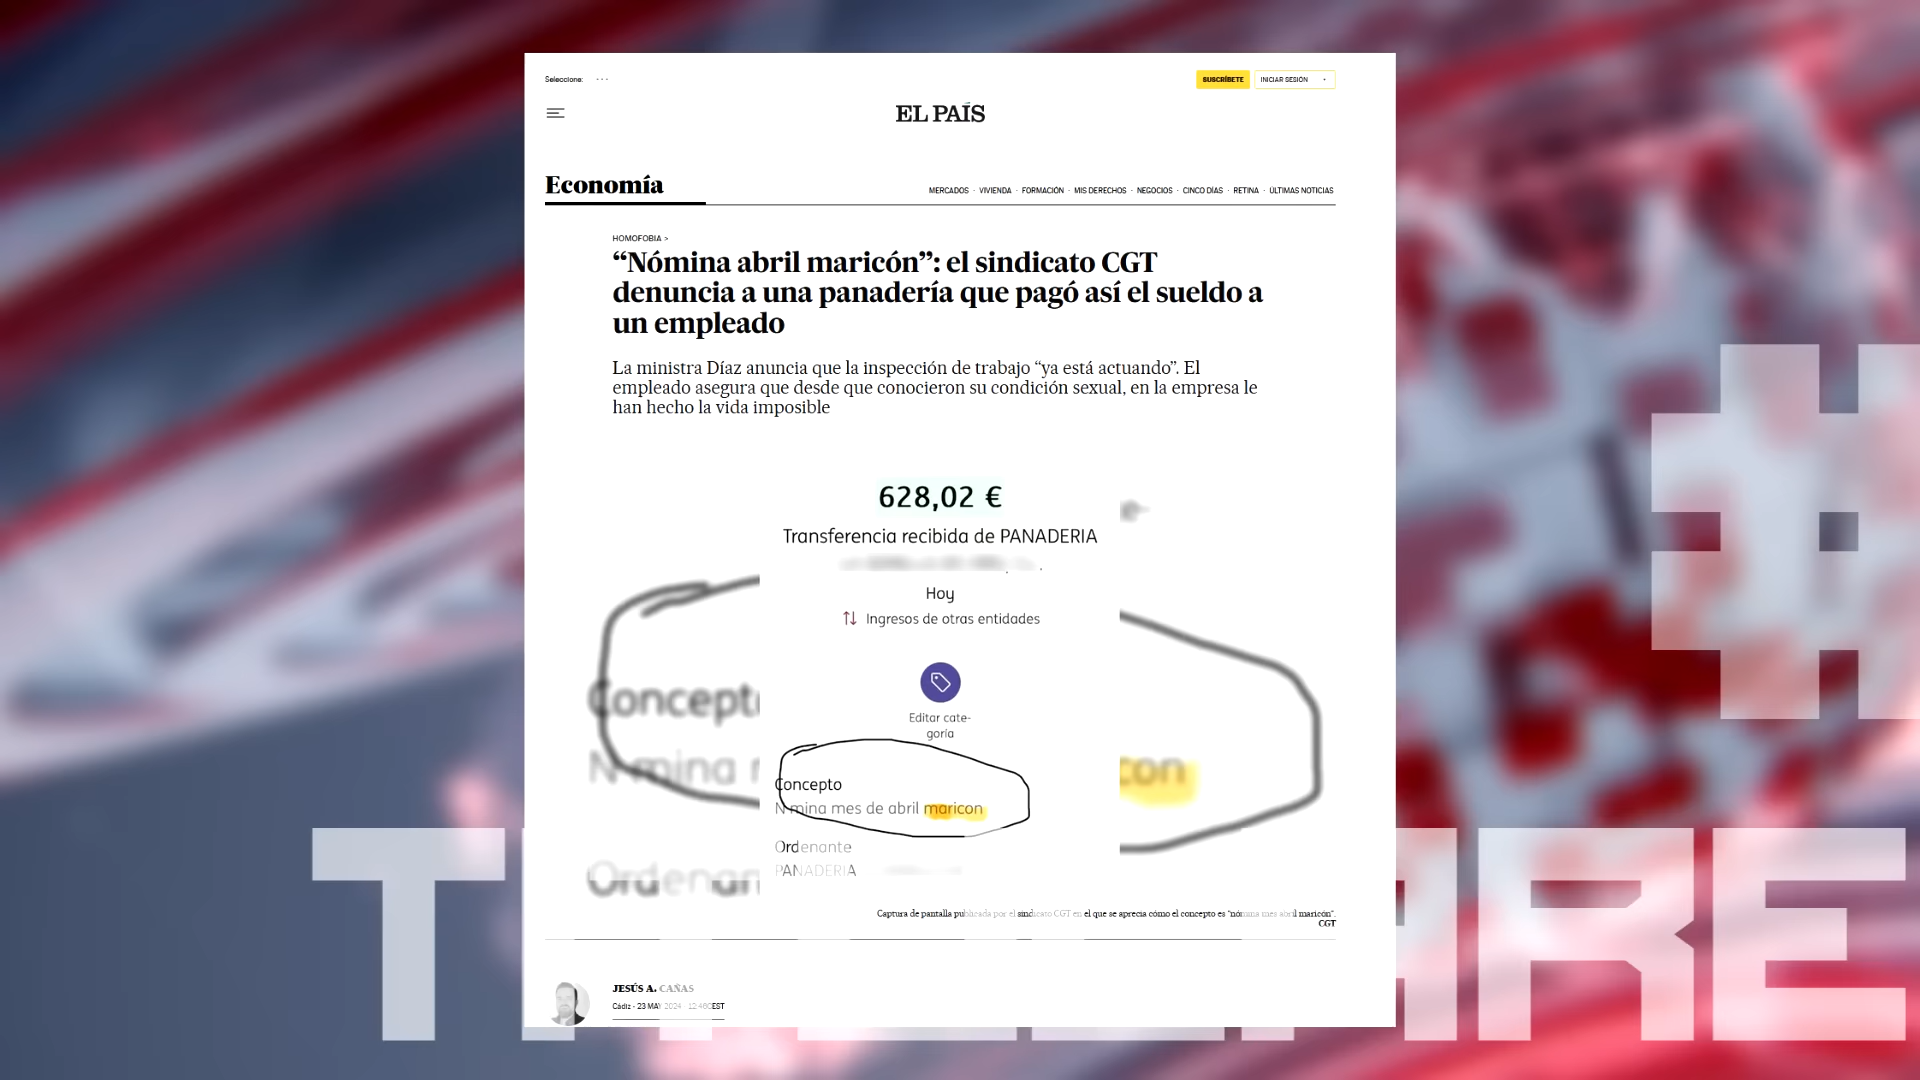 Seleccione: ···
SUSCRÍBETE
INICIAR SESIÓN
EL PAÍS
Economía
MERCADOS · VIVIENDA · FORMACIÓN · MIS DERECHOS · NEGOCIOS · CINCO DÍAS · RETINA · ÚLTIMAS NOTICIAS
HOMOFOBIA >
“Nómina abril maricón”: el sindicato CGT
denuncia a una panadería que pagó así el sueldo a
un empleado
La ministra Díaz anuncia que la inspección de trabajo “ya está actuando”. El
empleado asegura que desde que conocieron su condición sexual, en la empresa le
han hecho la vida imposible
628,02 €
Transferencia recibida de PANADERIA
Hoy
Ingresos de otras entidades
Editar cate-
goría
Concepto
Nomina mes de abril maricon
Ordenante
PANADERIA
Captura de pantalla publicada por el sindicato CGT en el que se aprecia cómo el concepto es "nómina mes abril maricón".
CGT
JESÚS A. CAÑAS
Cádiz - 23 MAY 2024 - 12:46CEST
#